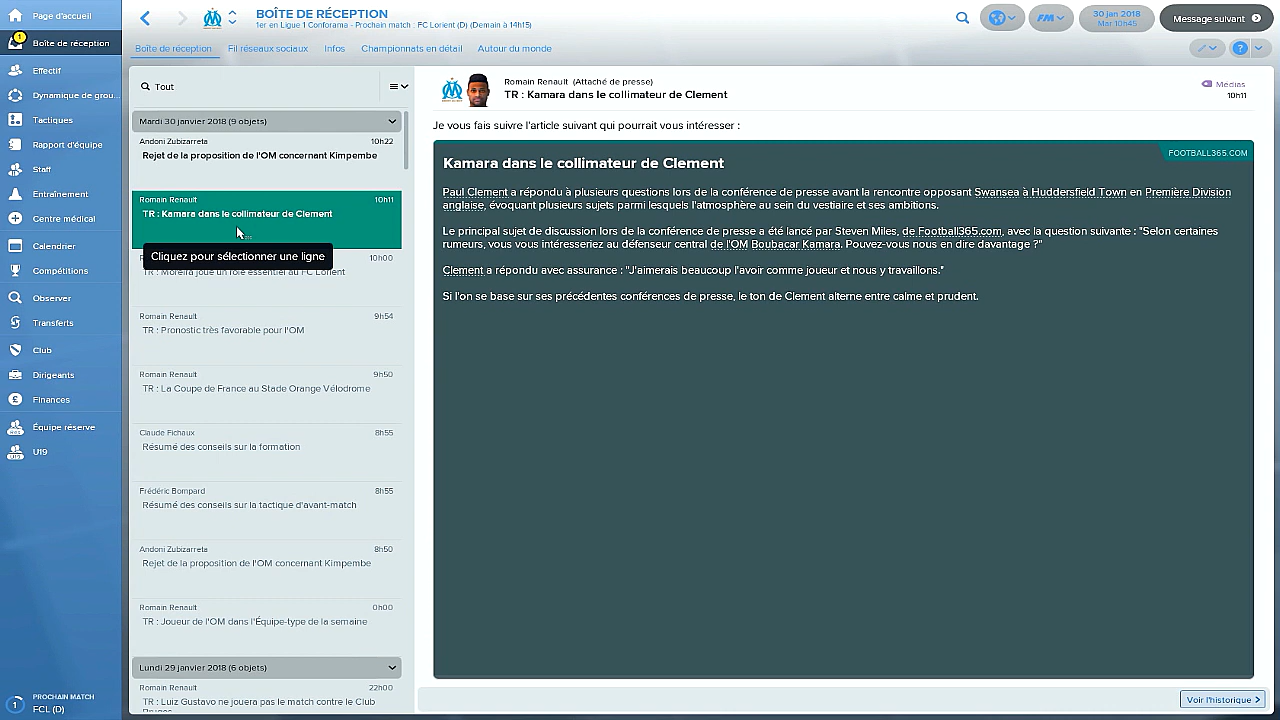 Page d'accueil
1
Boîte de réception
Effectif
Dynamique de grou...
Tactiques
Rapport d'équipe
Staff
Entraînement
Centre médical
Calendrier
Compétitions
Observer
Transferts
Club
Dirigeants
Finances
Équipe réserve
U19
1
PROCHAIN MATCH
FCL (D)
BOÎTE DE RÉCEPTION
1er en Ligue 1 Conforama - Prochain match : FC Lorient (D) (Demain à 14h15)
FM
30 jan 2018
Mar 10h45
Message suivant
Boîte de réception Fil réseaux sociaux Infos Championnats en détail Autour du monde
?
Tout
Mardi 30 janvier 2018 (9 objets)
Andoni Zubizarreta 10h22
Rejet de la proposition de l'OM concernant Kimpembe
Romain Renault 10h11
TR : Kamara dans le collimateur de Clement
Cliquez pour sélectionner une ligne
10h00
TR : Moreira joue un rôle essentiel au FC Lorient
Romain Renault 9h54
TR : Pronostic très favorable pour l'OM
Romain Renault 9h50
TR : La Coupe de France au Stade Orange Vélodrome
Claude Fichaux 8h55
Résumé des conseils sur la formation
Frédéric Bompard 8h55
Résumé des conseils sur la tactique d'avant-match
Andoni Zubizarreta 8h50
Rejet de la proposition de l'OM concernant Kimpembe
Romain Renault 0h00
TR : Joueur de l'OM dans l'Équipe-type de la semaine
Lundi 29 janvier 2018 (6 objets)
Romain Renault 22h00
TR : Luiz Gustavo ne jouera pas le match contre le Club
Bruges
Romain Renault (Attaché de presse)
TR : Kamara dans le collimateur de Clement
Médias
10h11
Je vous fais suivre l'article suivant qui pourrait vous intéresser :
FOOTBALL365.COM
Kamara dans le collimateur de Clement
Paul Clement a répondu à plusieurs questions lors de la conférence de presse avant la rencontre opposant Swansea à Huddersfield Town en Première Division
anglaise, évoquant plusieurs sujets parmi lesquels l'atmosphère au sein du vestiaire et ses ambitions.
Le principal sujet de discussion lors de la conférence de presse a été lancé par Steven Miles, de Football365.com, avec la question suivante : "Selon certaines
rumeurs, vous vous intéresseriez au défenseur central de l'OM Boubacar Kamara. Pouvez-vous nous en dire davantage ?"
Clement a répondu avec assurance : "J'aimerais beaucoup l'avoir comme joueur et nous y travaillons."
Si l'on se base sur ses précédentes conférences de presse, le ton de Clement alterne entre calme et prudent.
Voir l'historique